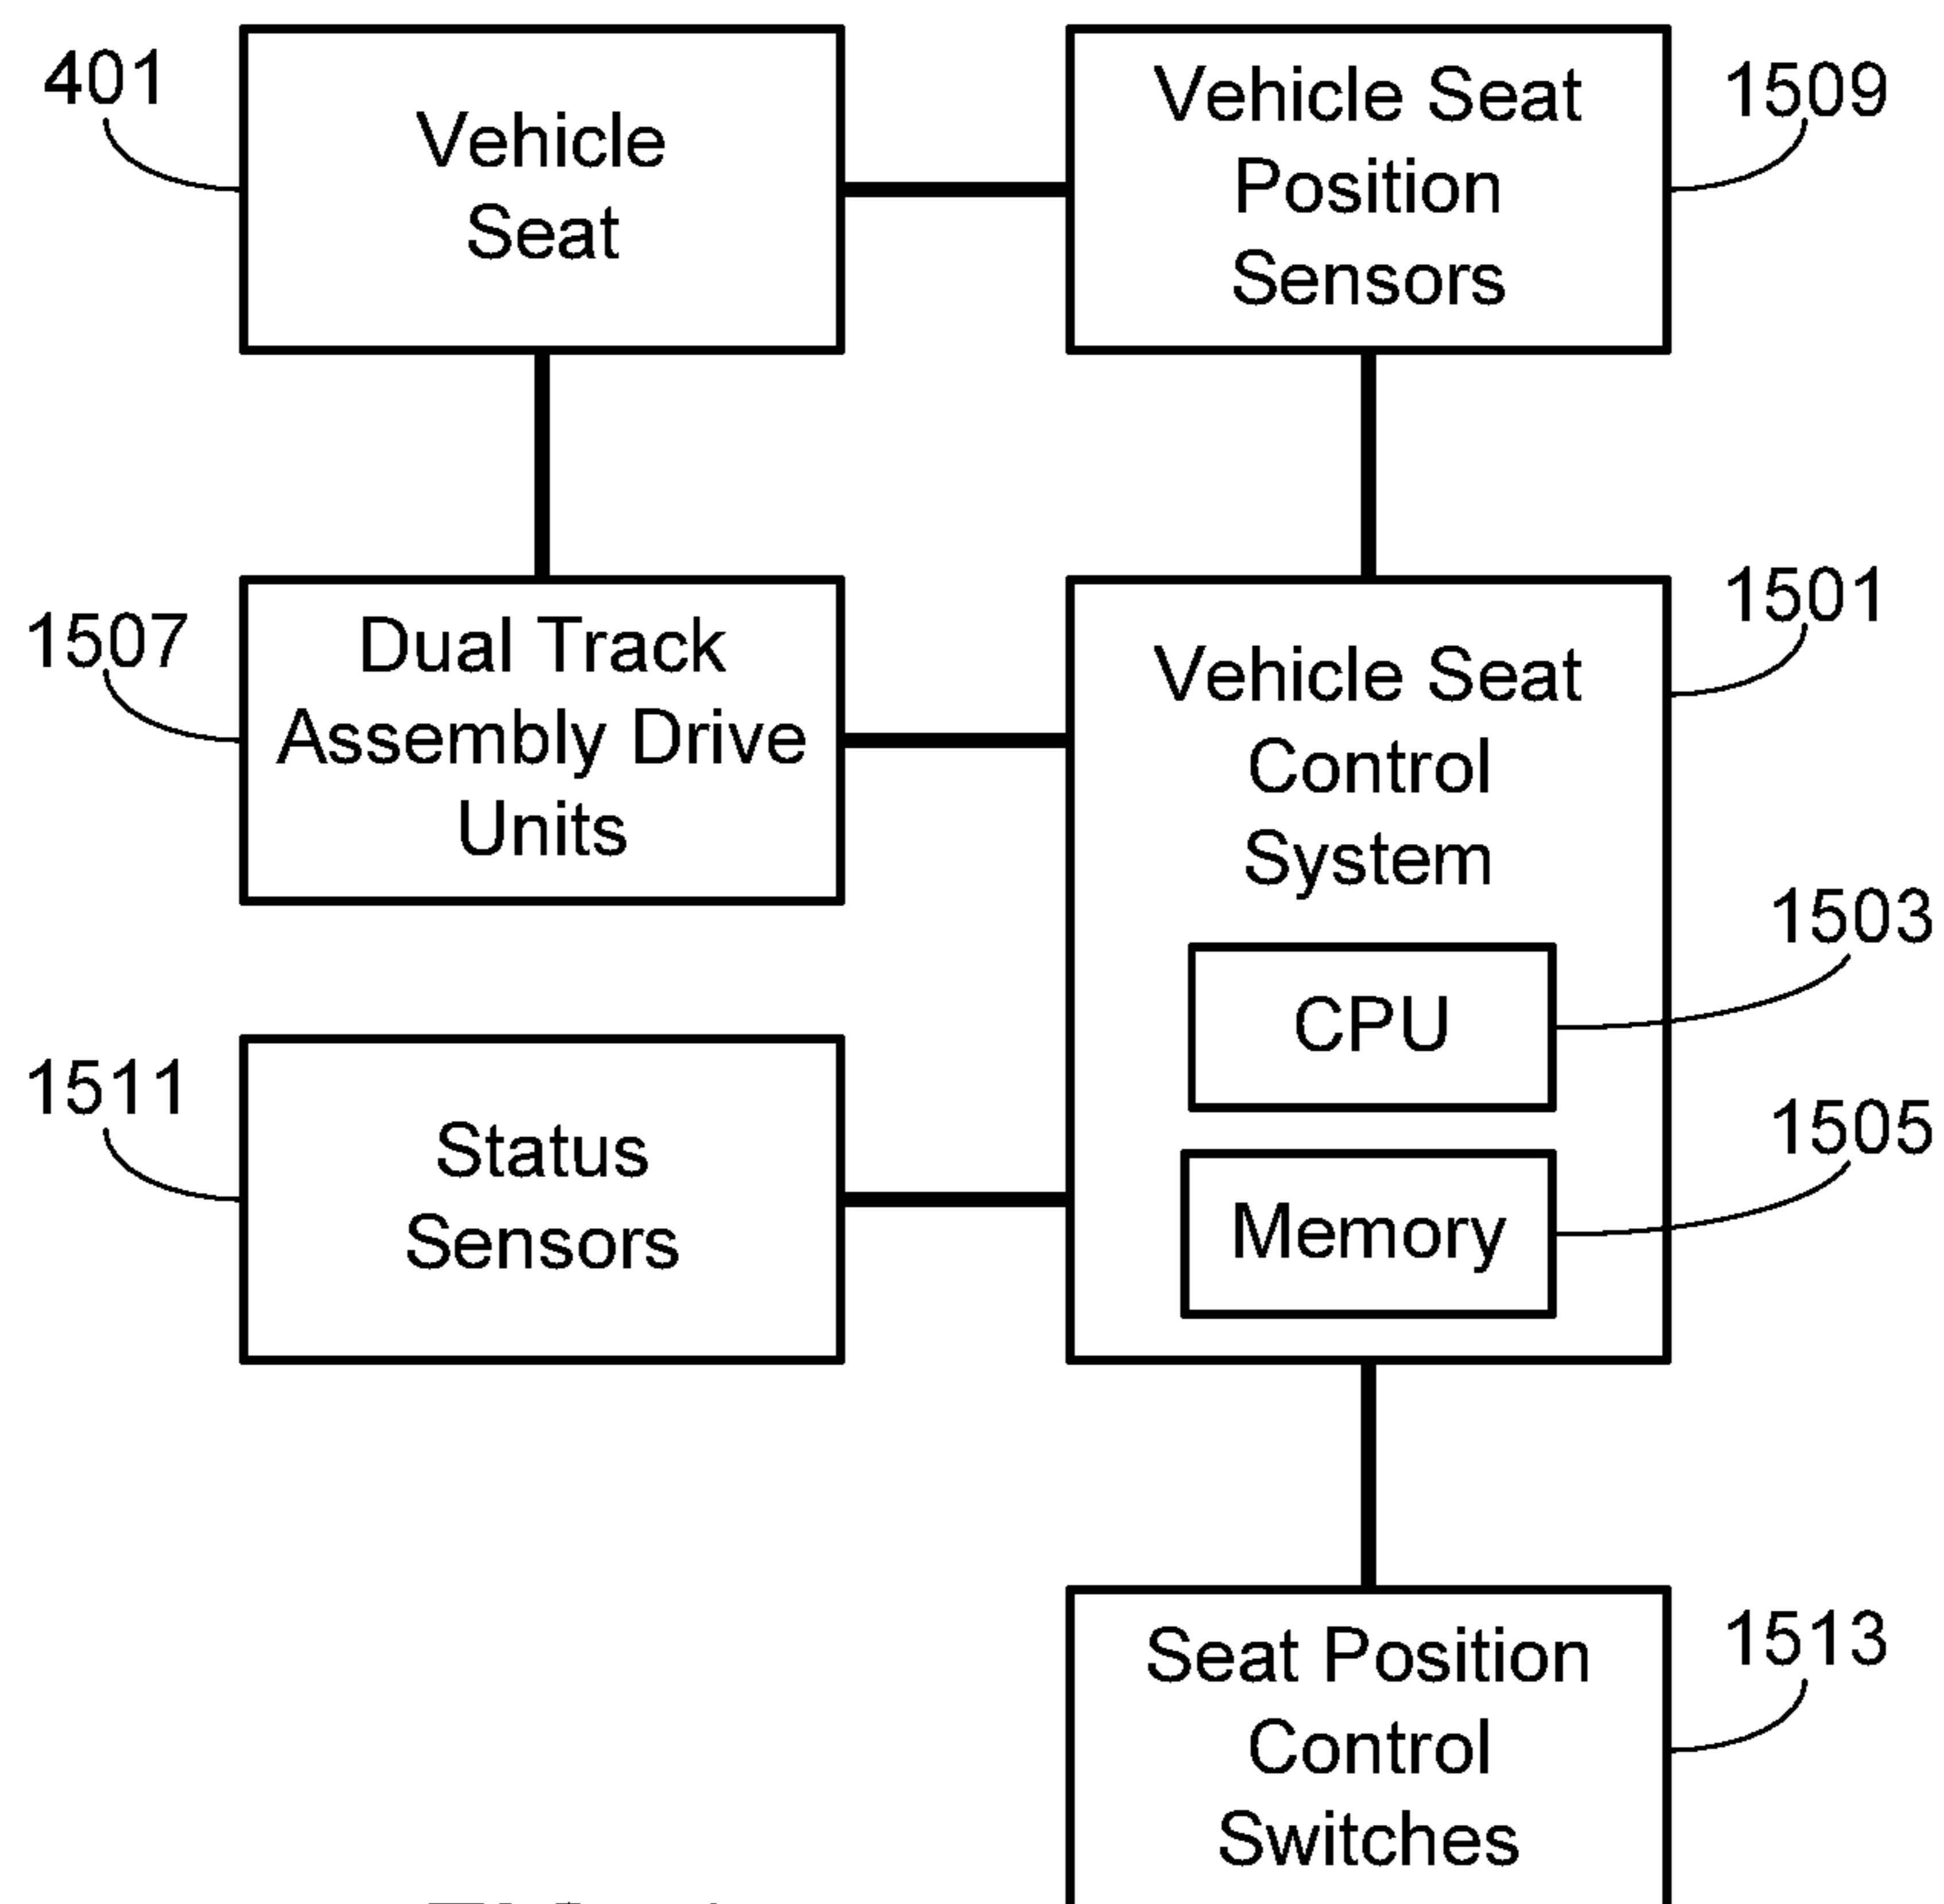 401
Vehicle
Seat
Vehicle Seat
Position
Sensors
1509
1507
Dual Track
Assembly Drive
Units
Vehicle Seat
Control
System
1501
CPU
1503
Memory
1505
1511
Status
Sensors
Seat Position
Control
Switches
1513